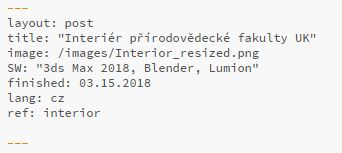 ---
layout: post
title: "Interiér přírodovědecké fakulty UK"
image: /images/Interior_resized.png
SW: "3ds Max 2018, Blender, Lumion"
finished: 03.15.2018
lang: cz
ref: interior
---